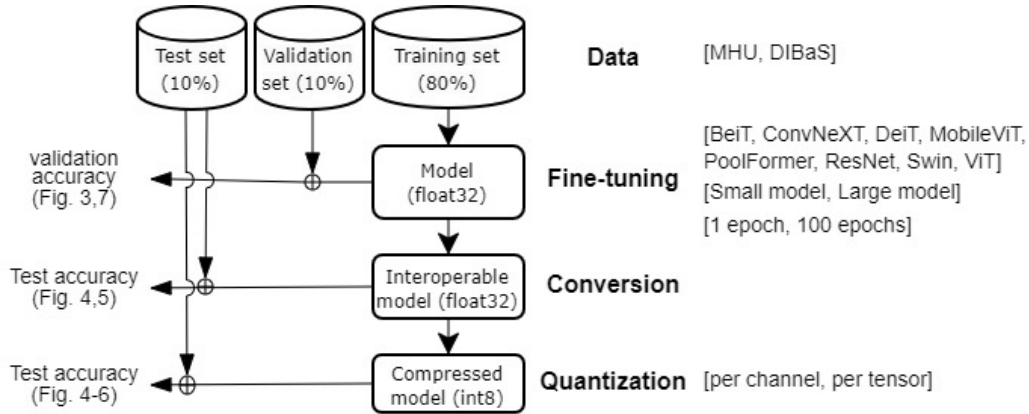 Test set
(10%)
Validation
set (10%)
Training set
(80%)
Data
[MHU, DIBaS]
validation
accuracy
(Fig. 3,7)
Model
(float32)
Fine-tuning
[BeiT, ConvNeXT, DeiT, MobileViT,
PoolFormer, ResNet, Swin, ViT]
[Small model, Large model]
[1 epoch, 100 epochs]
Test accuracy
(Fig. 4,5)
Interoperable
model (float32)
Conversion
Test accuracy
(Fig. 4-6)
Compressed
model (int8)
Quantization
[per channel, per tensor]